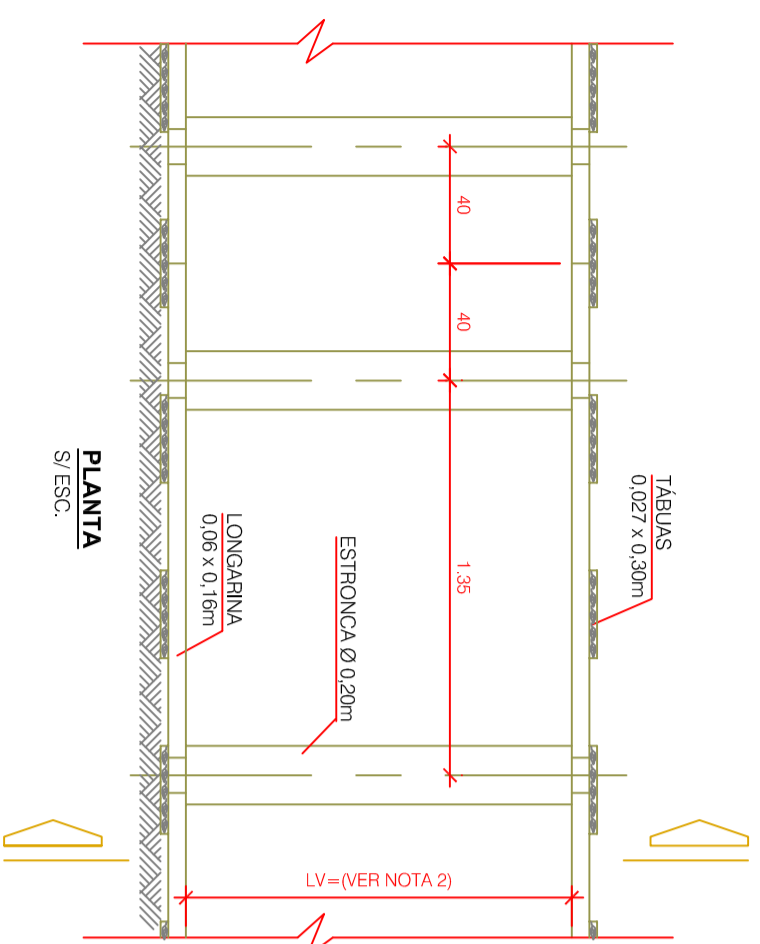 TÁBUAS
0,027 x 0,30m
40
40
1.35
ESTRONCA Ø 0,20m
LONGARINA
0,06 x 0,16m
LV=(VER NOTA 2)
PLANTA
S/ ESC.